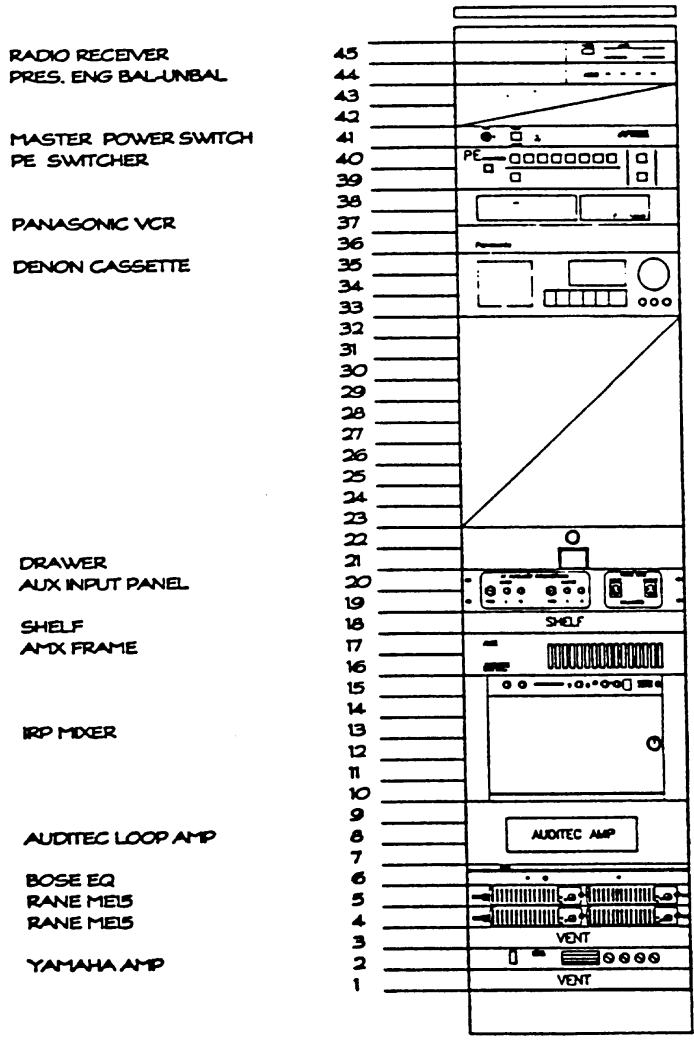 RADIO RECEIVER 45
PRES. ENG BAL-UNBAL 44
43
42
MASTER POWER SWITCH 41
PE SWITCHER 40 PE
39
38
PANASONIC VCR 37
36 Panasonic
DENON CASSETTE 35
34
33
32
31
30
29
28
27
26
25
24
23
22
DRAWER 21
AUX INPUT PANEL 20
19
SHELF 18 SHELF
AMX FRAME 17
16
15
14
IRP MIXER 13
12
11
10
9
AUDITEC LOOP AMP 8 AUDITEC AMP
7
BOSE EQ 6
RANE ME15 5
RANE ME15 4
3 VENT
YAMAHA AMP 2
1 VENT